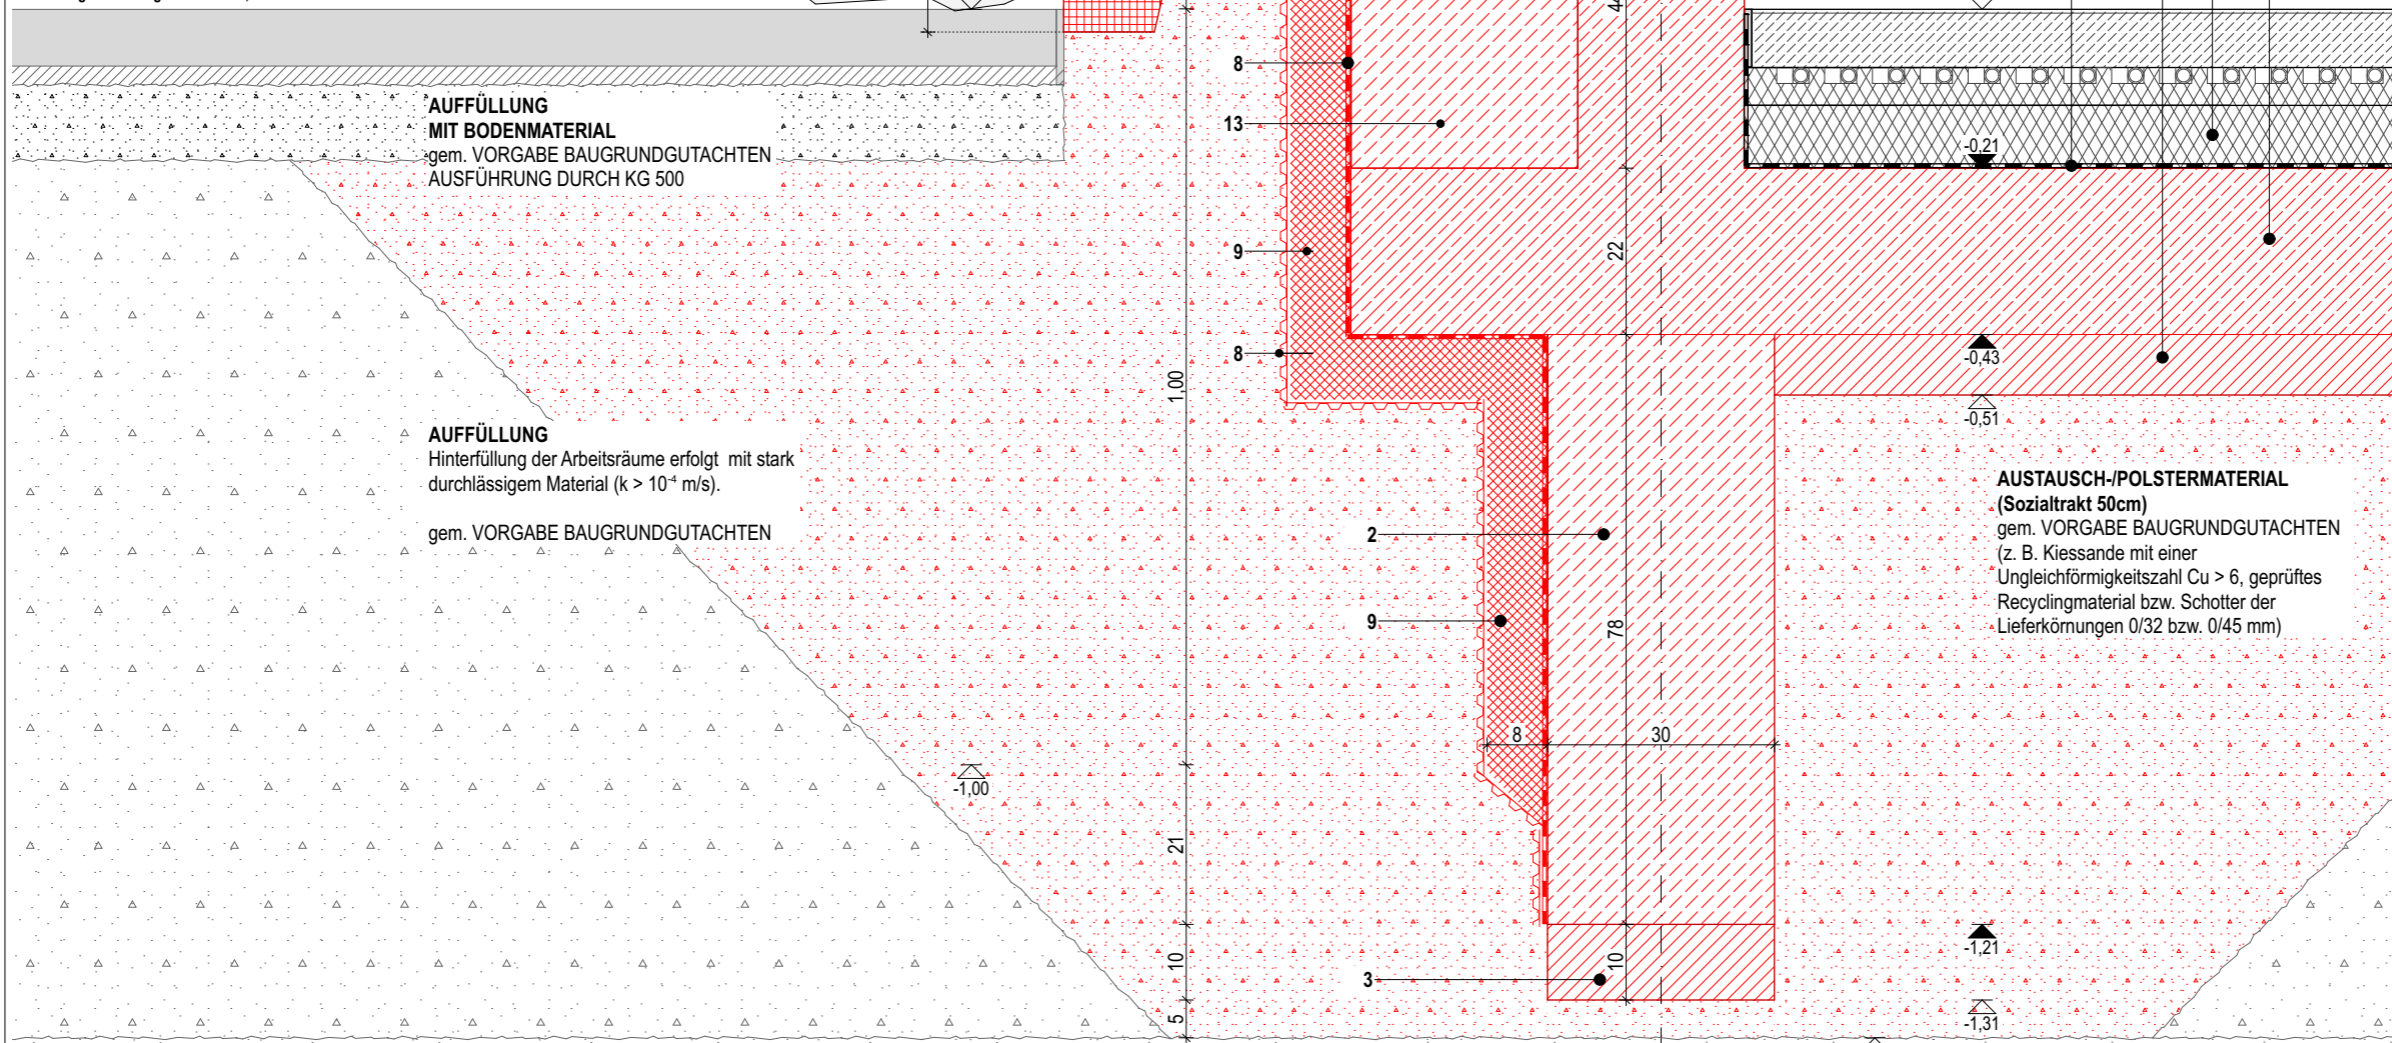 AUFFÜLLUNG
MIT BODENMATERIAL
gem. VORGABE BAUGRUNDGUTACHTEN
AUSFÜHRUNG DURCH KG 500
AUFFÜLLUNG
Hinterfüllung der Arbeitsräume erfolgt mit stark
durchlässigem Material (k > 10⁻⁴ m/s).
gem. VORGABE BAUGRUNDGUTACHTEN
-1,00
1,00
21
10
5
8
13
9
8
2
9
3
8
30
44
22
78
10
-0,21
-0,43
-0,51
AUSTAUSCH-/POLSTERMATERIAL
(Sozialtrakt 50cm)
gem. VORGABE BAUGRUNDGUTACHTEN
(z. B. Kiessande mit einer
Ungleichförmigkeitszahl Cu > 6, geprüftes
Recyclingmaterial bzw. Schotter der
Lieferkörnungen 0/32 bzw. 0/45 mm)
-1,21
-1,31